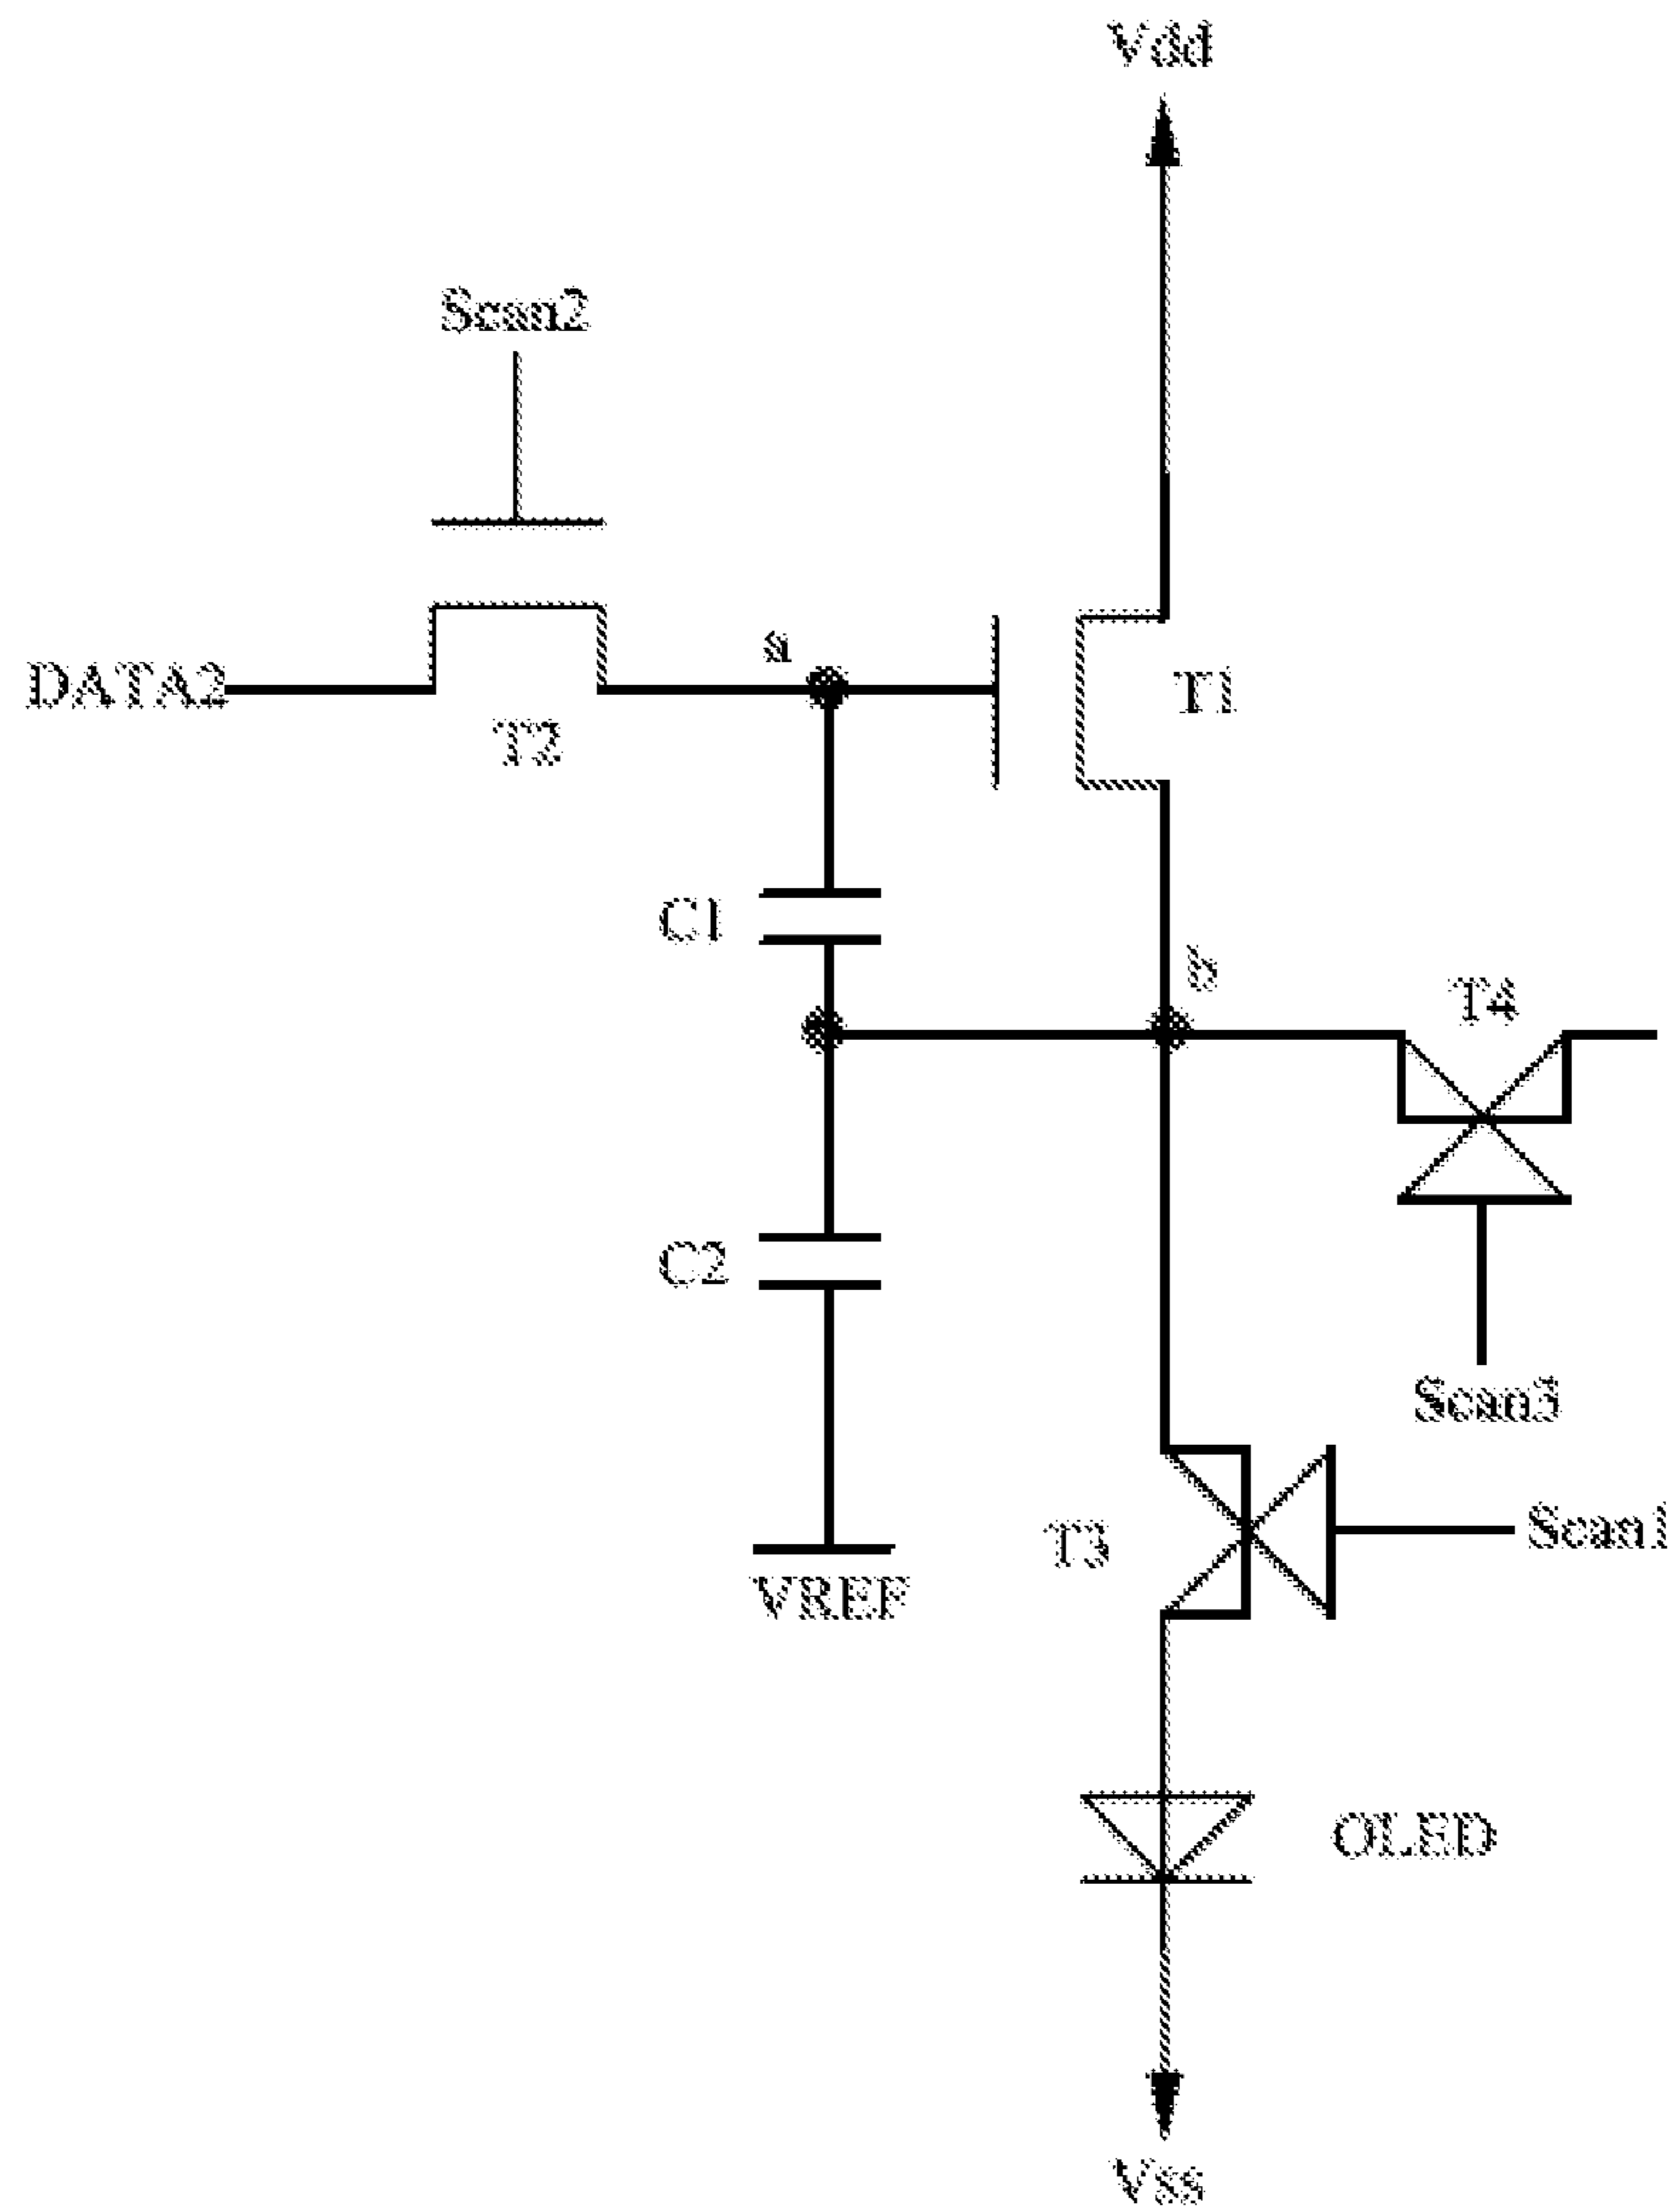 Vdd
Scan2
a
DATA2
T1
T2
C1
b
T4
C2
Scan3
Scan1
T3
VREF
OLED
Vss